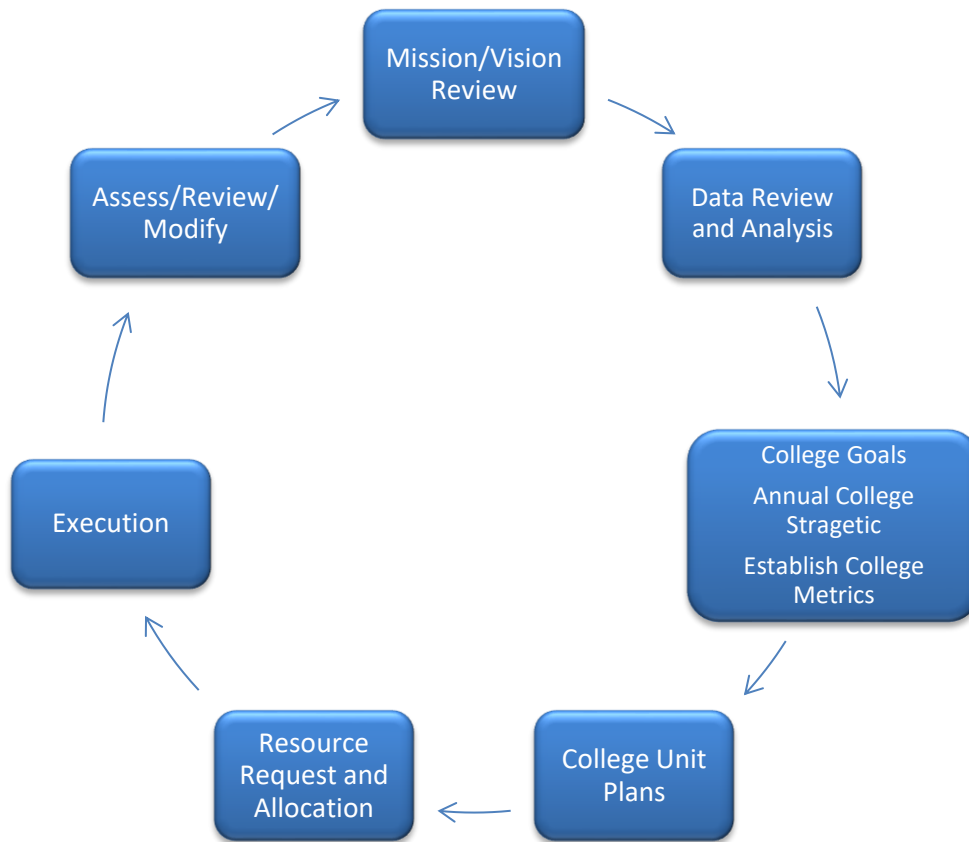 Mission/Vision
Review
Data Review
and Analysis
College Goals
Annual College
Stragetic
Establish College
Metrics
College Unit
Plans
Resource
Request and
Allocation
Execution
Assess/Review/
Modify